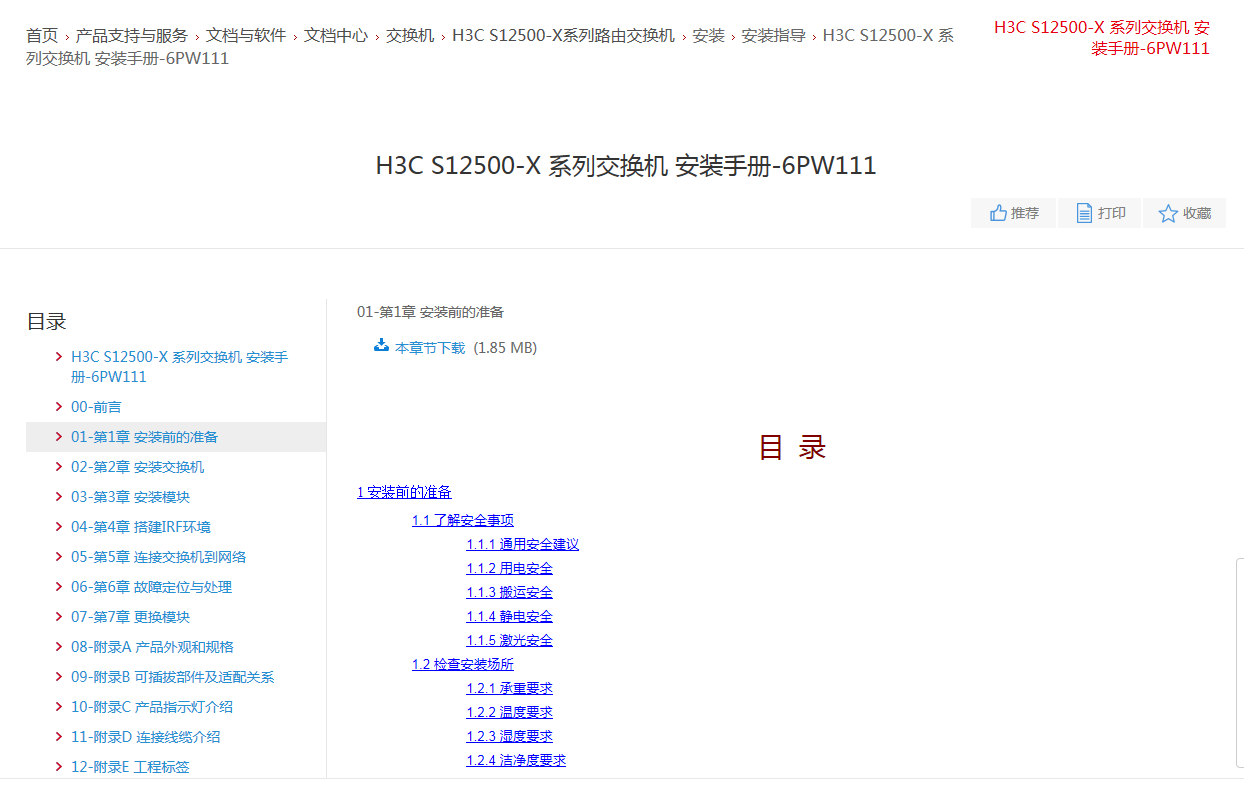 首页 › 产品支持与服务 › 文档与软件 › 文档中心 › 交换机 › H3C S12500-X系列路由交换机 › 安装 › 安装指导 › H3C S12500-X 系
列交换机 安装手册-6PW111
H3C S12500-X 系列交换机 安
装手册-6PW111
H3C S12500-X 系列交换机 安装手册-6PW111
推荐
打印
收藏
目录
H3C S12500-X 系列交换机 安装手
册-6PW111
00-前言
01-第1章 安装前的准备
02-第2章 安装交换机
03-第3章 安装模块
04-第4章 搭建IRF环境
05-第5章 连接交换机到网络
06-第6章 故障定位与处理
07-第7章 更换模块
08-附录A 产品外观和规格
09-附录B 可插拔部件及适配关系
10-附录C 产品指示灯介绍
11-附录D 连接线缆介绍
12-附录E 工程标签
01-第1章 安装前的准备
本章节下载 (1.85 MB)
目 录
1 安装前的准备
1.1 了解安全事项
1.1.1 通用安全建议
1.1.2 用电安全
1.1.3 搬运安全
1.1.4 静电安全
1.1.5 激光安全
1.2 检查安装场所
1.2.1 承重要求
1.2.2 温度要求
1.2.3 湿度要求
1.2.4 洁净度要求